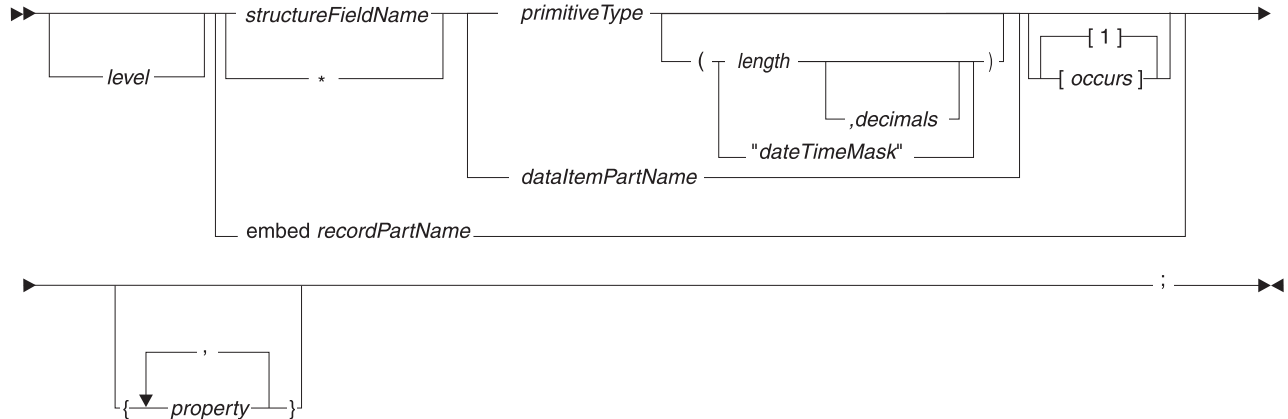 structureFieldName primitiveType
level * ( length ) [ 1 ]
[ occurs ]
,decimals
"dateTimeMask"
dataItemPartName
embed recordPartName
;
,
{ property }